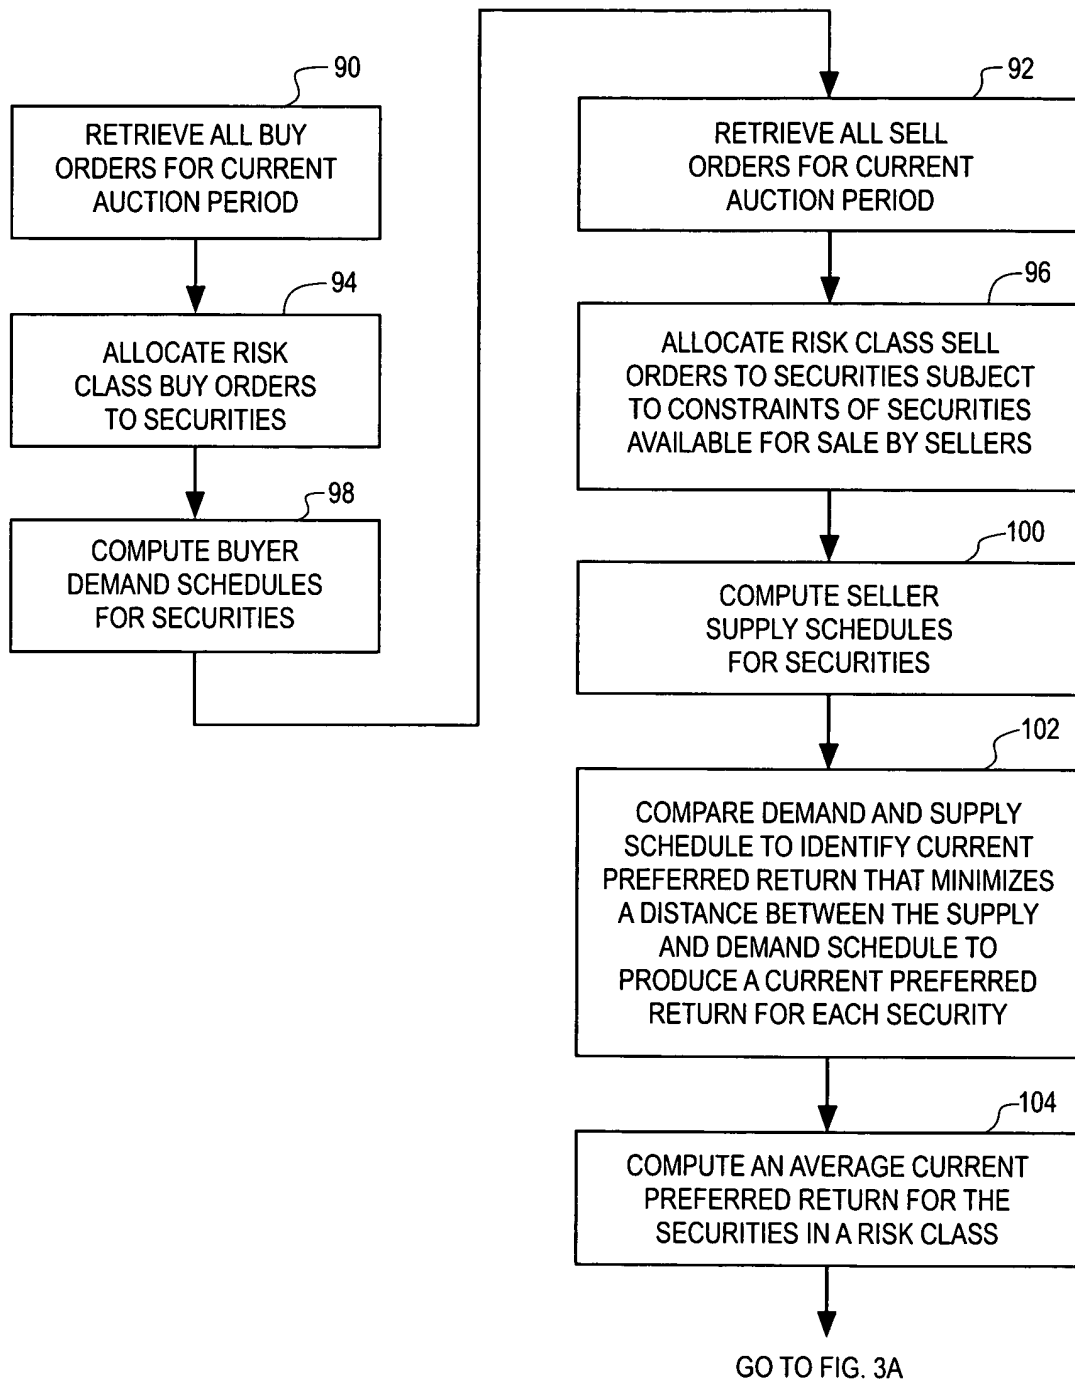 90
RETRIEVE ALL BUY
ORDERS FOR CURRENT
AUCTION PERIOD
94
ALLOCATE RISK
CLASS BUY ORDERS
TO SECURITIES
98
COMPUTE BUYER
DEMAND SCHEDULES
FOR SECURITIES
92
RETRIEVE ALL SELL
ORDERS FOR CURRENT
AUCTION PERIOD
96
ALLOCATE RISK CLASS SELL
ORDERS TO SECURITIES SUBJECT
TO CONSTRAINTS OF SECURITIES
AVAILABLE FOR SALE BY SELLERS
100
COMPUTE SELLER
SUPPLY SCHEDULES
FOR SECURITIES
102
COMPARE DEMAND AND SUPPLY
SCHEDULE TO IDENTIFY CURRENT
PREFERRED RETURN THAT MINIMIZES
A DISTANCE BETWEEN THE SUPPLY
AND DEMAND SCHEDULE TO
PRODUCE A CURRENT PREFERRED
RETURN FOR EACH SECURITY
104
COMPUTE AN AVERAGE CURRENT
PREFERRED RETURN FOR THE
SECURITIES IN A RISK CLASS
GO TO FIG. 3A